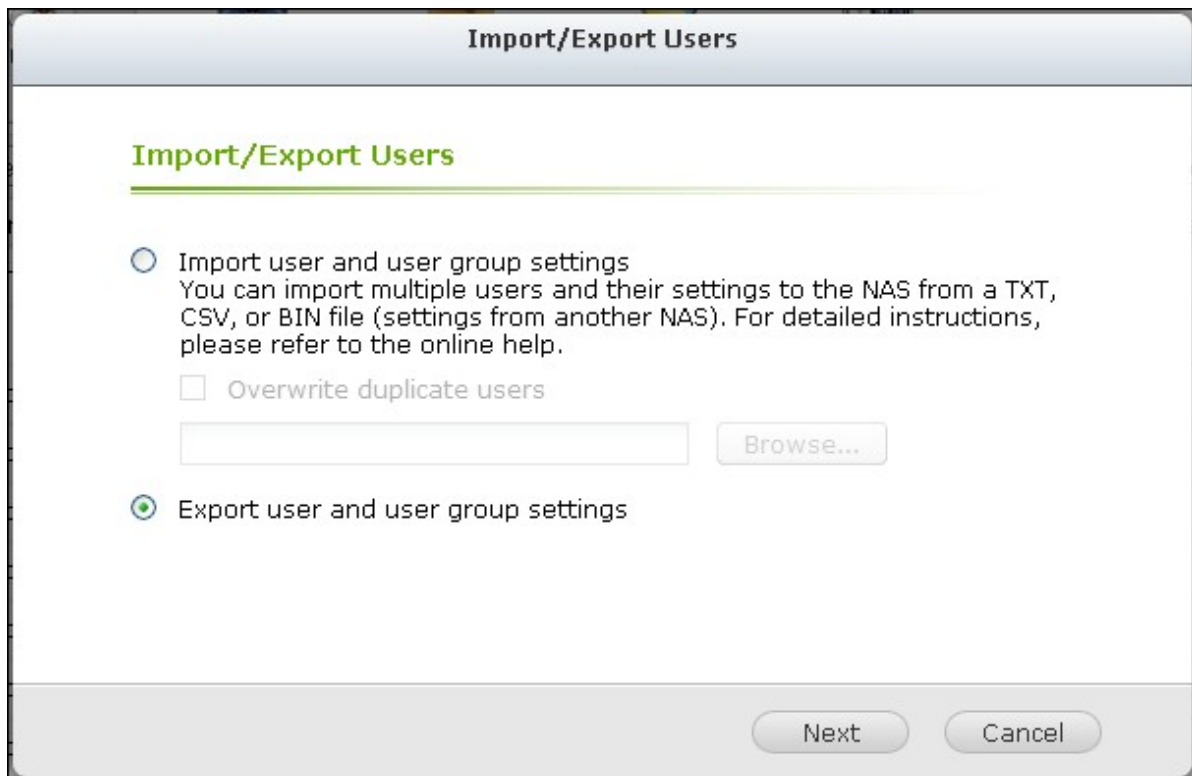 Import/Export Users
Import/Export Users
Import user and user group settings
You can import multiple users and their settings to the NAS from a TXT,
CSV, or BIN file (settings from another NAS). For detailed instructions,
please refer to the online help.
Overwrite duplicate users
Browse...
Export user and user group settings
Next
Cancel